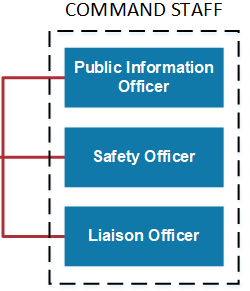 COMMAND STAFF
Public Information
Officer
Safety Officer
Liaison Officer